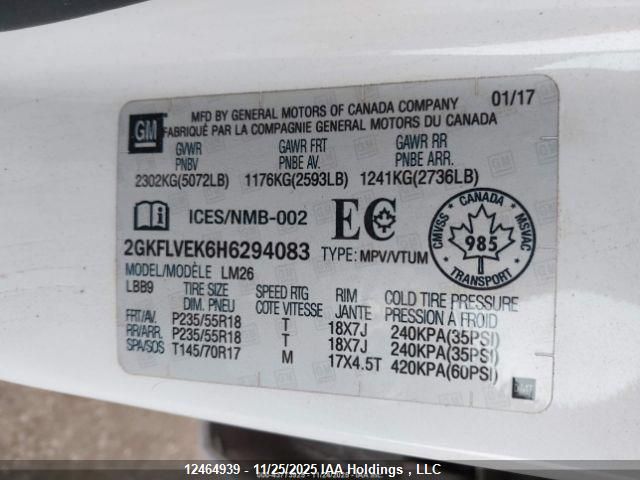 GM
MFD BY GENERAL MOTORS OF CANADA COMPANY 01/17
FABRIQUÉ PAR LA COMPAGNIE GENERAL MOTORS DU CANADA
GVWR GAWR FRT GAWR RR
PNBV PNBE AV. PNBE ARR.
2302KG(5072LB) 1176KG(2593LB) 1241KG(2736LB)
ICES/NMB-002
2GKFLVEK6H6294083 TYPE: MPV/VTUM
CANADA
CMVSS MSVAC
985
TRANSPORT
MODEL/MODÈLE LM26
LBB9 TIRE SIZE SPEED RTG RIM COLD TIRE PRESSURE
DIM. PNEU COTE VITESSE JANTE PRESSION À FROID
FRT/AV. P235/55R18 T 18X7J 240KPA(35PSI)
RR/ARR. P235/55R18 T 18X7J 240KPA(35PSI)
SPA/SOS T145/70R17 M 17X4.5T 420KPA(60PSI)
12464939 - 11/25/2025 IAA Holdings , LLC